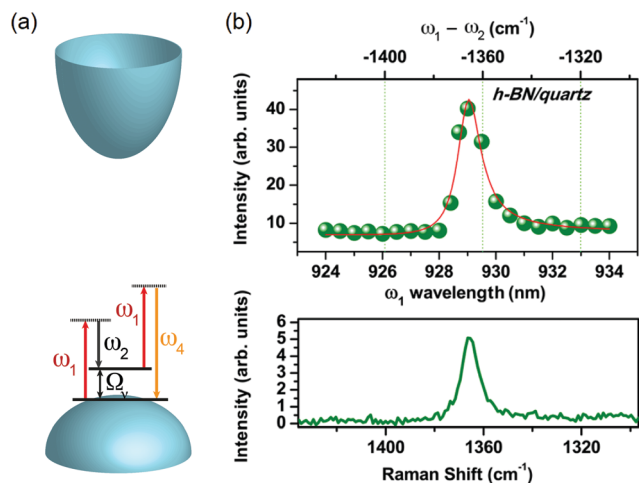 (a)
(b)
ω₁ – ω₂ (cm⁻¹)
-1400 -1360 -1320
h-BN/quartz
Intensity (arb. units)
40
30
20
10
924 926 928 930 932 934
ω₁ wavelength (nm)
ω₁
ω₂
ω₁
ω₄
Ωᵥ
Intensity (arb. units)
6
5
4
3
2
1
0
1400 1360 1320
Raman Shift (cm⁻¹)